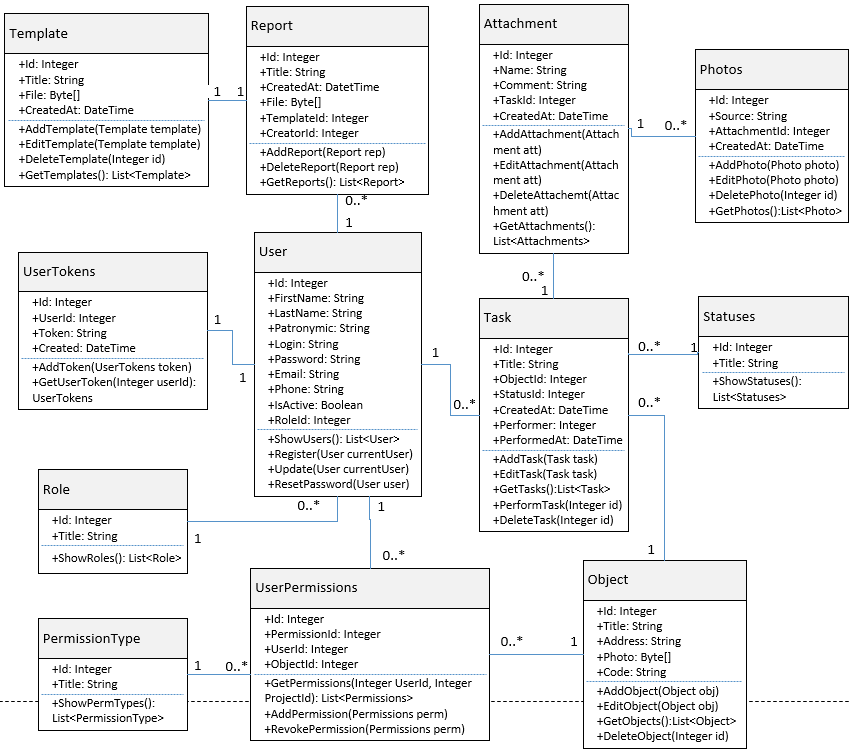 Template
+Id: Integer
+Title: String
+File: Byte[]
+CreatedAt: DateTime
+AddTemplate(Template template)
+EditTemplate(Template template)
+DeleteTemplate(Integer id)
+GetTemplates(): List<Template>
1
1
Report
+Id: Integer
+Title: String
+CreatedAt: DatetTime
+File: Byte[]
+TemplateId: Integer
+CreatorId: Integer
+AddReport(Report rep)
+DeleteReport(Report rep)
+GetReports(): List<Report>
0..*
1
Attachment
+Id: Integer
+Name: String
+Comment: String
+TaskId: Integer
+CreatedAt: DateTime
+AddAttachment(Attach
ment att)
+EditAttachment(Attach
ment att)
+DeleteAttachemt(Attac
hment att)
+GetAttachments():
List<Attachments>
1
0..*
Photos
+Id: Integer
+Source: String
+AttachmentId: Integer
+CreatedAt: DateTime
+AddPhoto(Photo photo)
+EditPhoto(Photo photo)
+DeletePhoto(Integer id)
+GetPhotos():List<Photo>
0..*
1
UserTokens
+Id: Integer
+UserId: Integer
+Token: String
+Created: DateTime
+AddToken(UserTokens token)
+GetUserToken(Integer userId):
UserTokens
1
1
User
+Id: Integer
+FirstName: String
+LastName: String
+Patronymic: String
+Login: String
+Password: String
+Email: String
+Phone: String
+IsActive: Boolean
+RoleId: Integer
+ShowUsers(): List<User>
+Register(User currentUser)
+Update(User currentUser)
+ResetPassword(User user)
1
0..*
Task
+Id: Integer
+Title: String
+ObjectId: Integer
+StatusId: Integer
+CreatedAt: DateTime
+Performer: Integer
+PerformedAt: DateTime
+AddTask(Task task)
+EditTask(Task task)
+GetTasks():List<Task>
+PerformTask(Integer id)
+DeleteTask(Integer id)
0..*
1
Statuses
+Id: Integer
+Title: String
+ShowStatuses():
List<Statuses>
0..*
1
Role
+Id: Integer
+Title: String
+ShowRoles(): List<Role>
0..*
1
1
0..*
UserPermissions
+Id: Integer
+PermissionId: Integer
+UserId: Integer
+ObjectId: Integer
+GetPermissions(Integer UserId, Integer
ProjectId): List<Permissions>
+AddPermission(Permissions perm)
+RevokePermission(Permissions perm)
0..*
1
Object
+Id: Integer
+Title: String
+Address: String
+Photo: Byte[]
+Code: String
+AddObject(Object obj)
+EditObject(Object obj)
+GetObjects():List<Object>
+DeleteObject(Integer id)
PermissionType
+Id: Integer
+Title: String
+ShowPermTypes():
List<PermissionType>
1
0..*